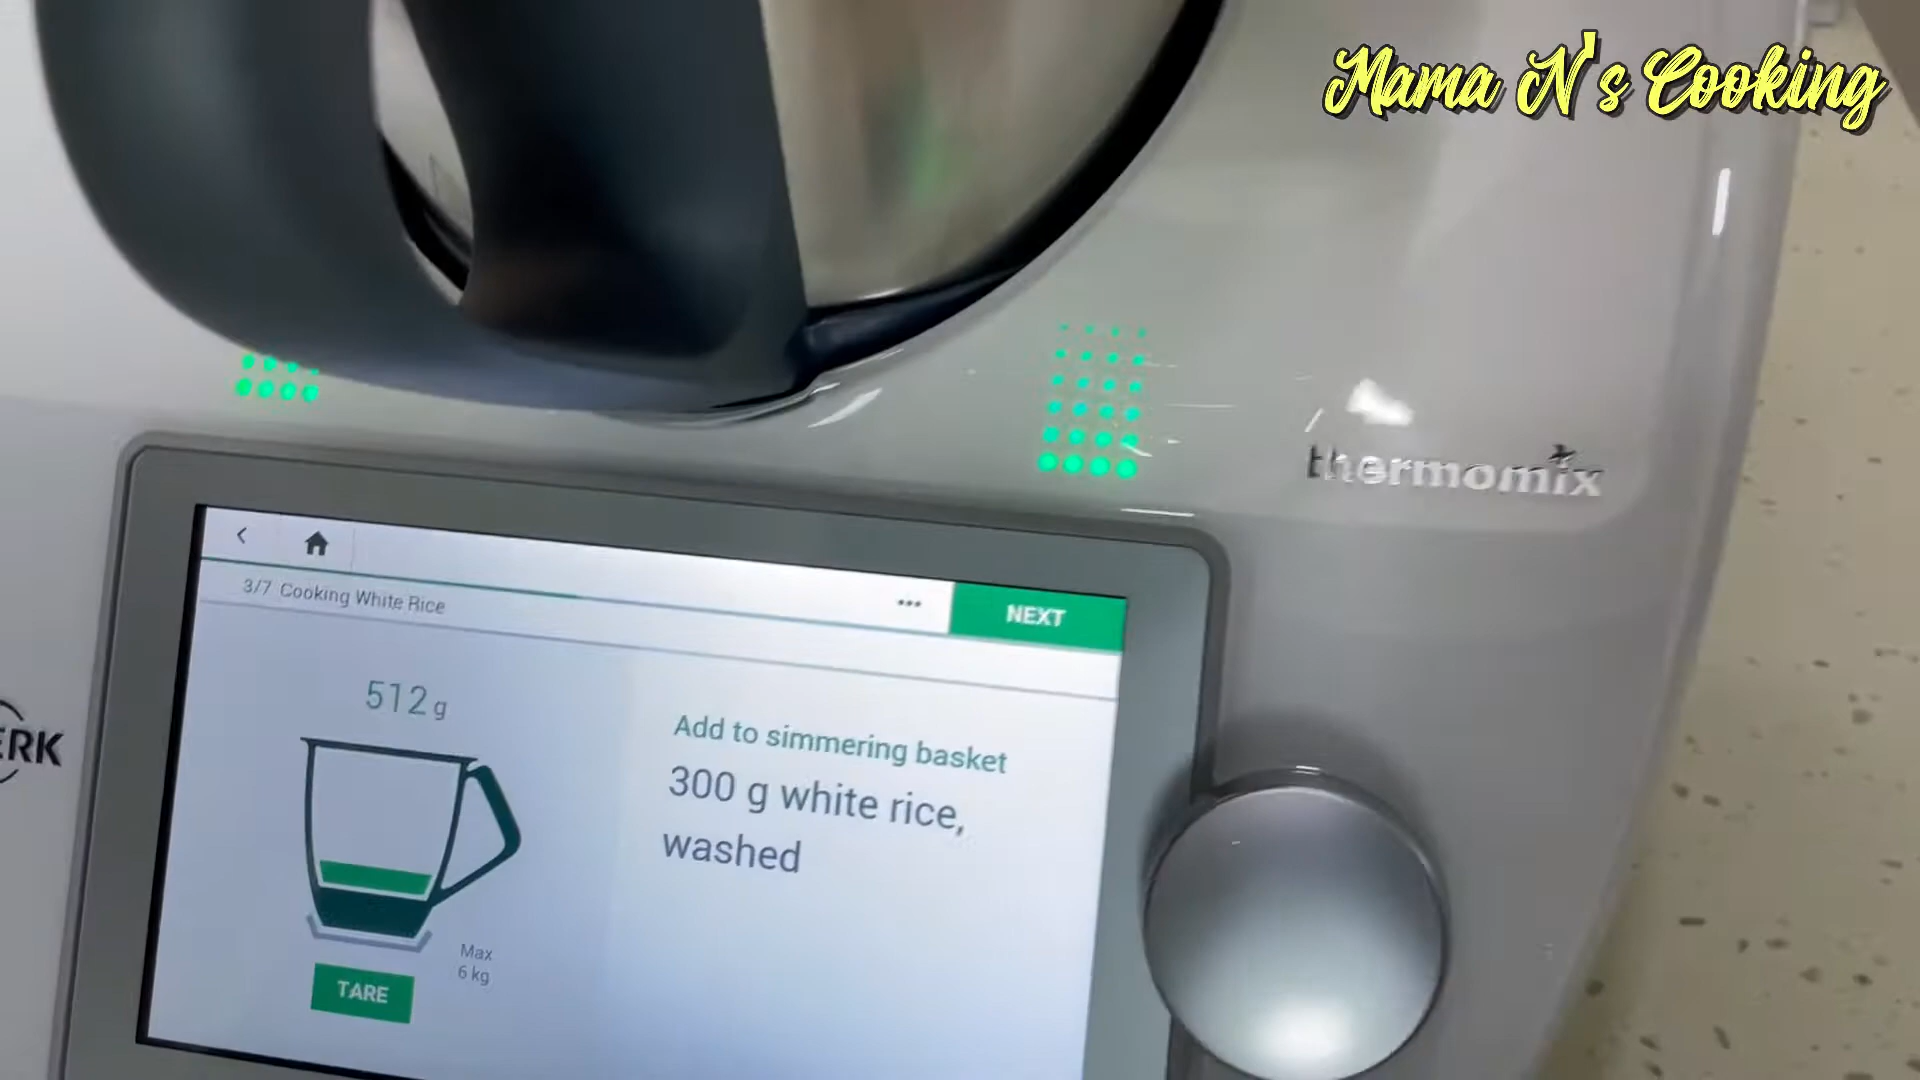 Mama N's Cooking
thermomix
3/7 Cooking White Rice
...
NEXT
512 g
Add to simmering basket
300 g white rice,
washed
ERK
Max
6 kg
TARE